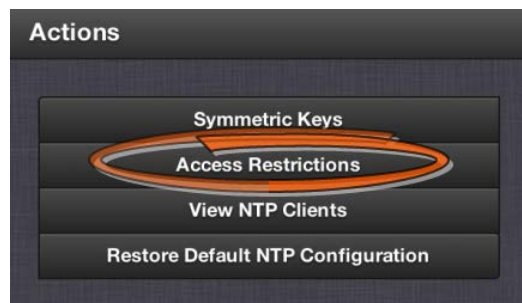 Actions
Symmetric Keys
Access Restrictions
View NTP Clients
Restore Default NTP Configuration